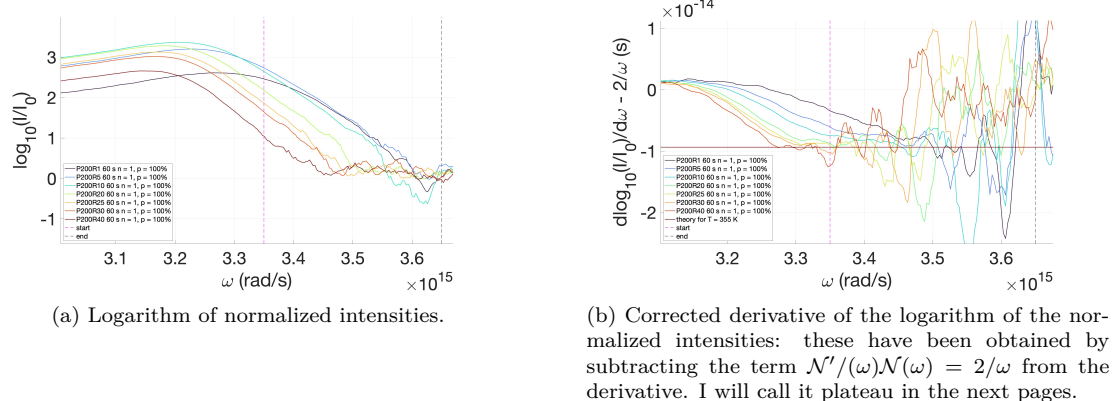 log₁₀(I/I₀)
3
2
1
0
-1
P200R1 60 s n = 1, p = 100%
P200R5 60 s n = 1, p = 100%
P200R10 60 s n = 1, p = 100%
P200R20 60 s n = 1, p = 100%
P200R25 60 s n = 1, p = 100%
P200R30 60 s n = 1, p = 100%
P200R40 60 s n = 1, p = 100%
start
end
3.1 3.2 3.3 3.4 3.5 3.6
ω (rad/s)
×10¹⁵
(a) Logarithm of normalized intensities.
×10⁻¹⁴
dlog₁₀(I/I₀)/dω - 2/ω (s)
1
0
-1
-2
P200R1 60 s n = 1, p = 100%
P200R5 60 s n = 1, p = 100%
P200R10 60 s n = 1, p = 100%
P200R20 60 s n = 1, p = 100%
P200R25 60 s n = 1, p = 100%
P200R30 60 s n = 1, p = 100%
P200R40 60 s n = 1, p = 100%
theory for T = 355 K
start
end
3.1 3.2 3.3 3.4 3.5 3.6
ω (rad/s)
×10¹⁵
(b) Corrected derivative of the logarithm of the nor-
malized intensities: these have been obtained by
subtracting the term 𝒩′/(ω)𝒩(ω) = 2/ω from the
derivative. I will call it plateau in the next pages.